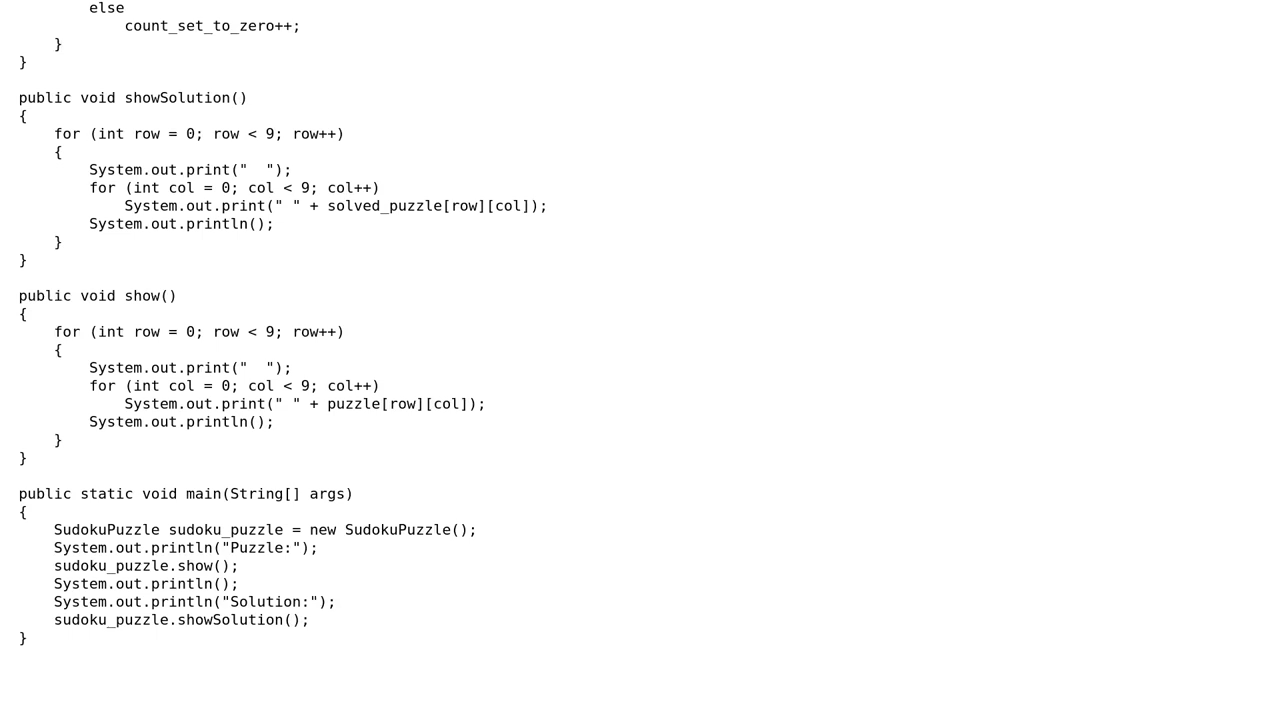 else
            count_set_to_zero++;
    }
}

public void showSolution()
{
    for (int row = 0; row < 9; row++)
    {
        System.out.print("  ");
        for (int col = 0; col < 9; col++)
            System.out.print(" " + solved_puzzle[row][col]);
        System.out.println();
    }
}

public void show()
{
    for (int row = 0; row < 9; row++)
    {
        System.out.print("  ");
        for (int col = 0; col < 9; col++)
            System.out.print(" " + puzzle[row][col]);
        System.out.println();
    }
}

public static void main(String[] args)
{
    SudokuPuzzle sudoku_puzzle = new SudokuPuzzle();
    System.out.println("Puzzle:");
    sudoku_puzzle.show();
    System.out.println();
    System.out.println("Solution:");
    sudoku_puzzle.showSolution();
}